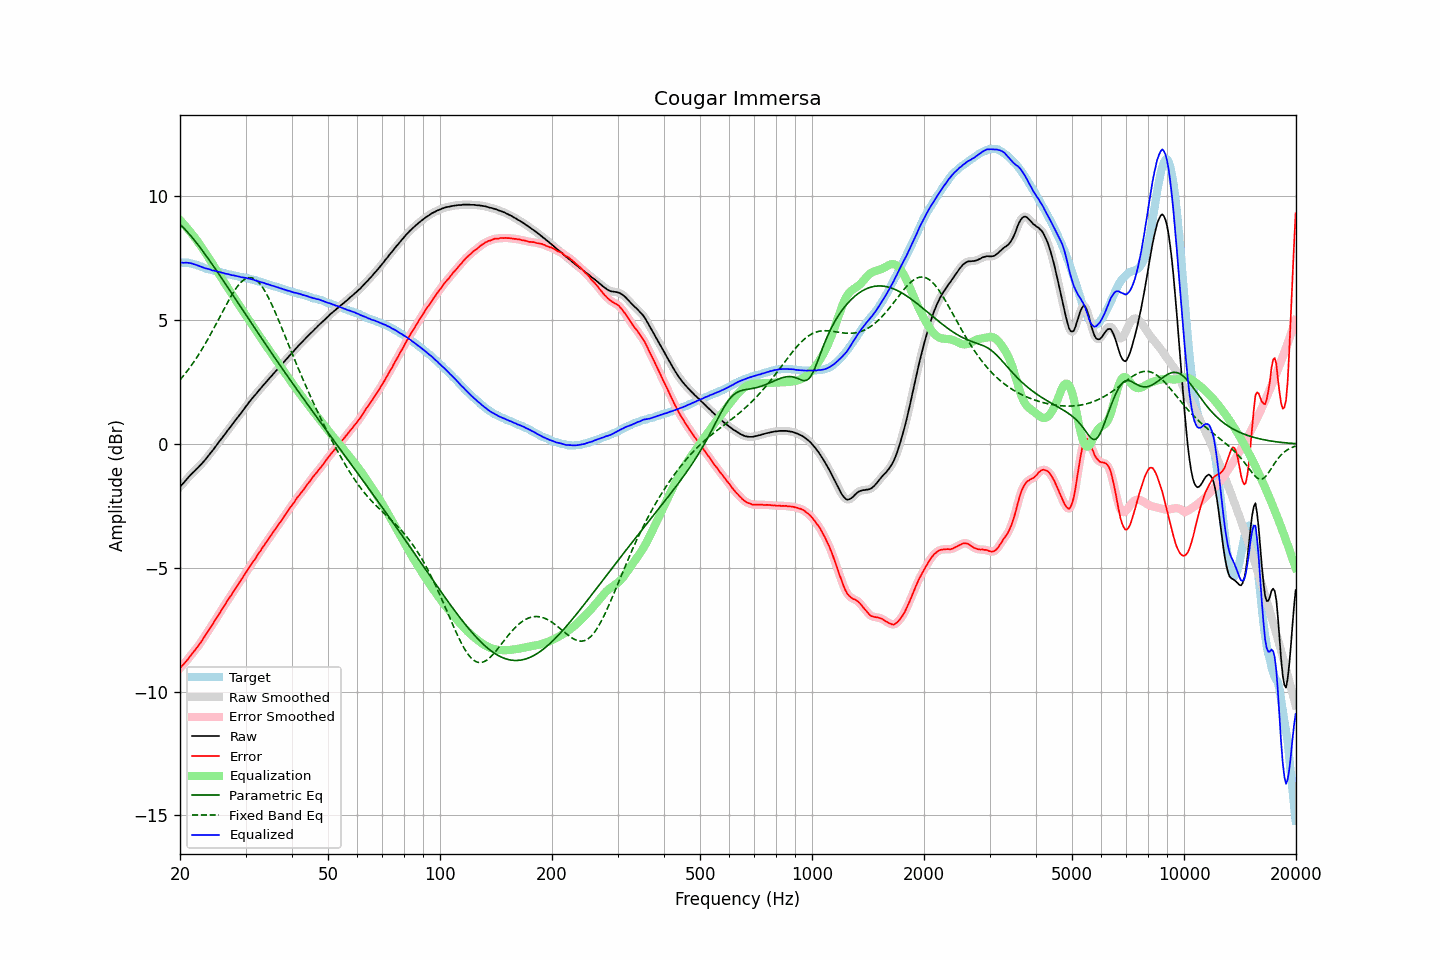 Cougar Immersa
Amplitude (dBr)
10
5
0
−5
−10
−15
Target
Raw Smoothed
Error Smoothed
Raw
Error
Equalization
Parametric Eq
Fixed Band Eq
Equalized
20 50 100 200 500 1000 2000 5000 10000 20000
Frequency (Hz)